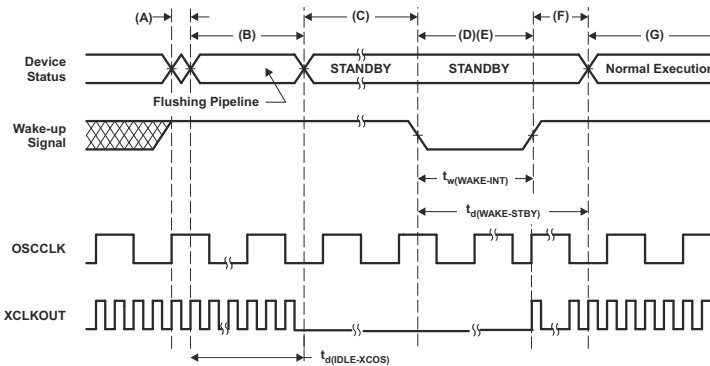 (A)
(B)
(C)
(D)(E)
(F)
(G)
Device
Status
STANDBY
STANDBY
Normal Execution
Flushing Pipeline
Wake-up
Signal
tw(WAKE-INT)
td(WAKE-STBY)
OSCCLK
XCLKOUT
td(IDLE-XCOS)